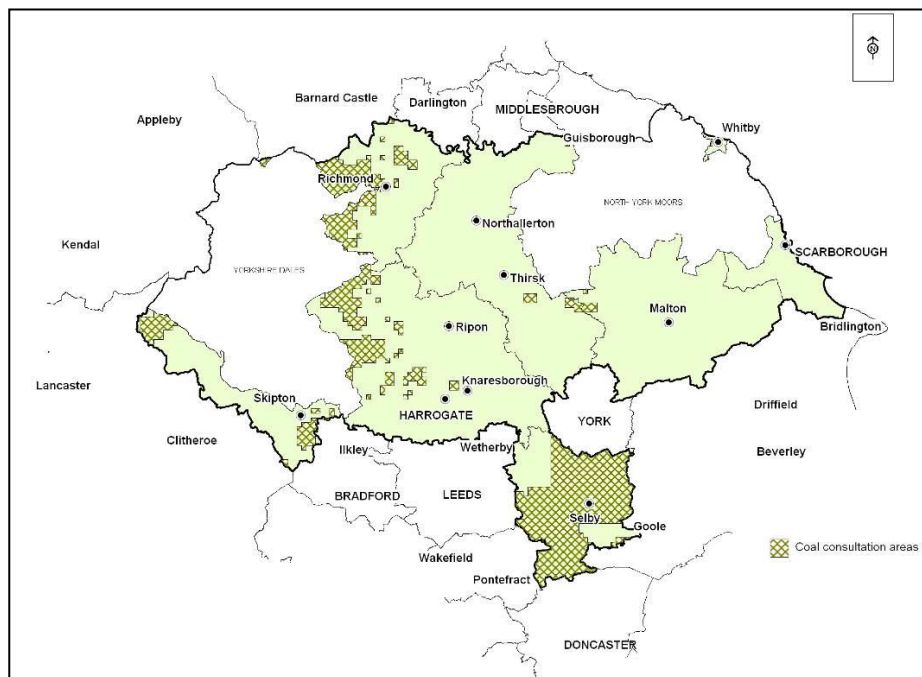 N
Barnard Castle
Darlington
MIDDLESBROUGH
Appleby
Guisborough
Whitby
Richmond
NORTH YORK MOORS
Northallerton
Kendal
SCARBOROUGH
YORKSHIRE DALES
Thirsk
Malton
Ripon
Bridlington
Lancaster
Knaresborough
Skipton
HARROGATE
Driffield
YORK
Clitheroe
Ilkley
Wetherby
Beverley
BRADFORD
LEEDS
Selby
Goole
Coal consultation areas
Wakefield
Pontefract
DONCASTER